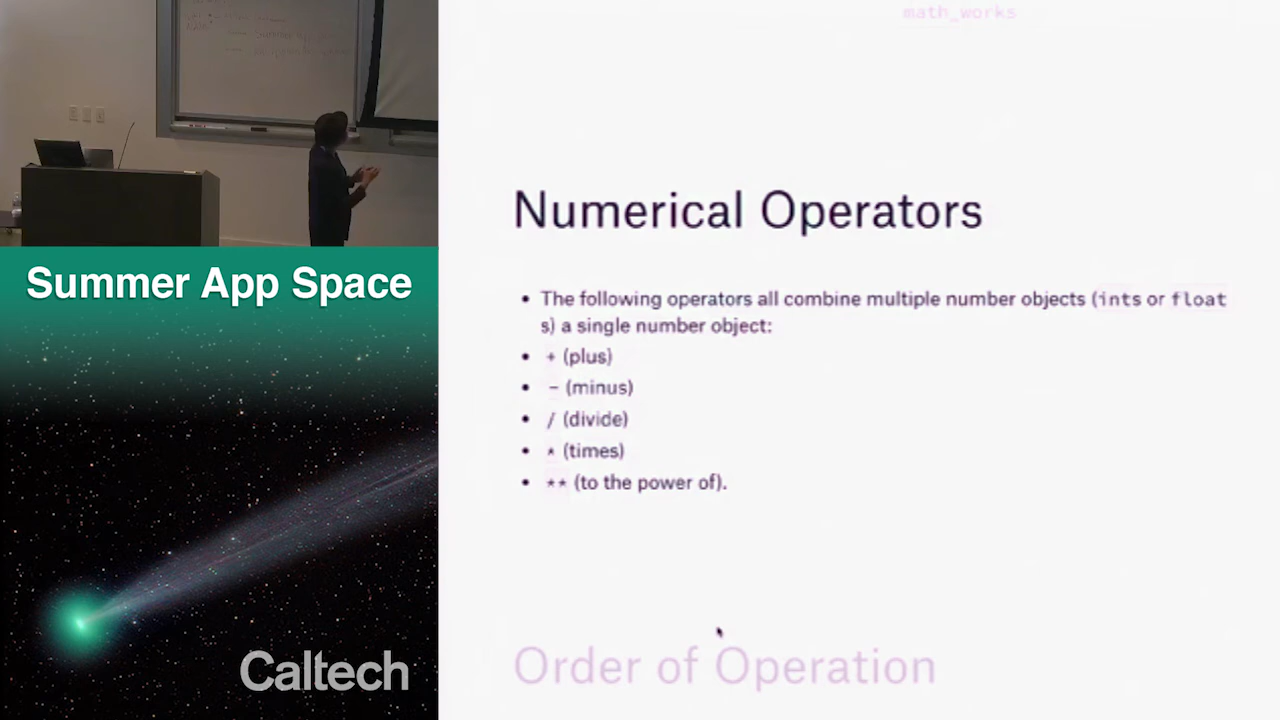 math_works
Numerical Operators
• The following operators all combine multiple number objects (ints or float
s) a single number object:
• + (plus)
• - (minus)
• / (divide)
• * (times)
• ** (to the power of).
Order of Operation
Summer App Space
Caltech